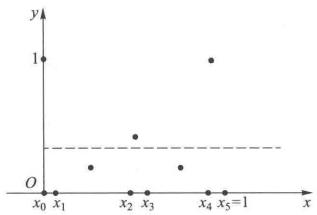 y
1
O
x₀ x₁ x₂ x₃ x₄ x₅=1 x